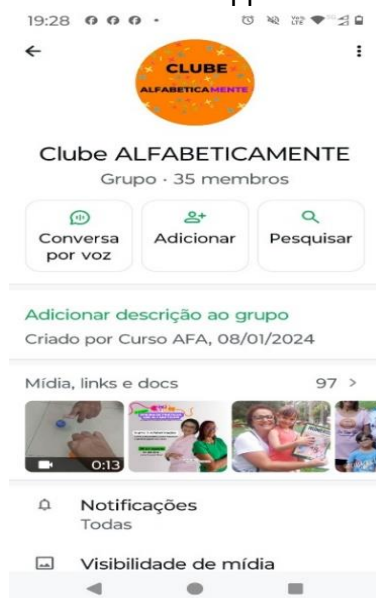 19:28
CLUBE
ALFABETICAMENTE
Clube ALFABETICAMENTE
Grupo · 35 membros
Conversa por voz
Adicionar
Pesquisar
Adicionar descrição ao grupo
Criado por Curso AFA, 08/01/2024
Mídia, links e docs 97 >
0:13
Notificações
Todas
Visibilidade de mídia